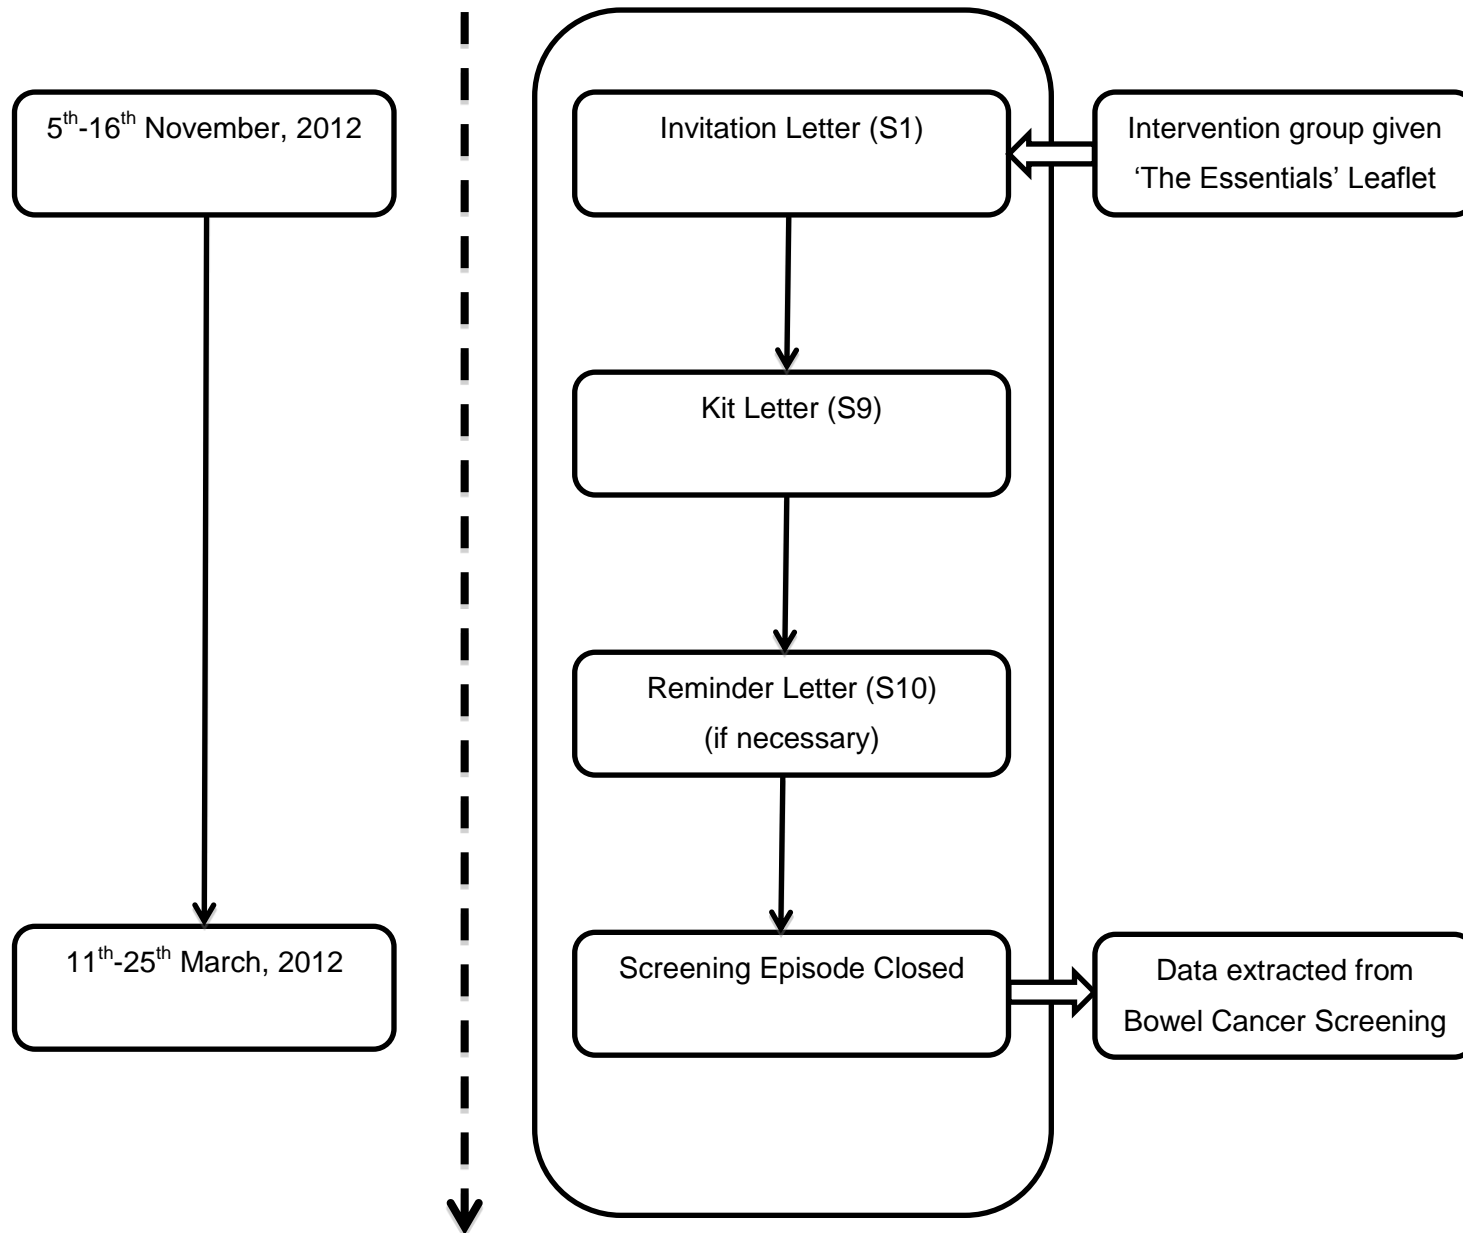 5th-16th November, 2012
Invitation Letter (S1)
Intervention group given
‘The Essentials’ Leaflet
Kit Letter (S9)
Reminder Letter (S10)
(if necessary)
11th-25th March, 2012
Screening Episode Closed
Data extracted from
Bowel Cancer Screening